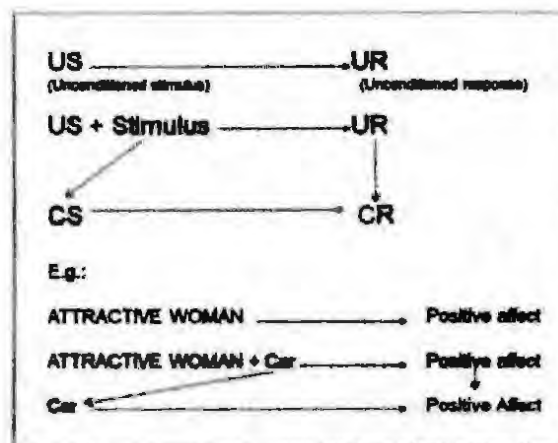 US UR
(Unconditioned stimulus) (Unconditioned response)
US + Stimulus UR
CS CR
E.g.:
ATTRACTIVE WOMAN Positive affect
ATTRACTIVE WOMAN + Car Positive affect
Car Positive Affect